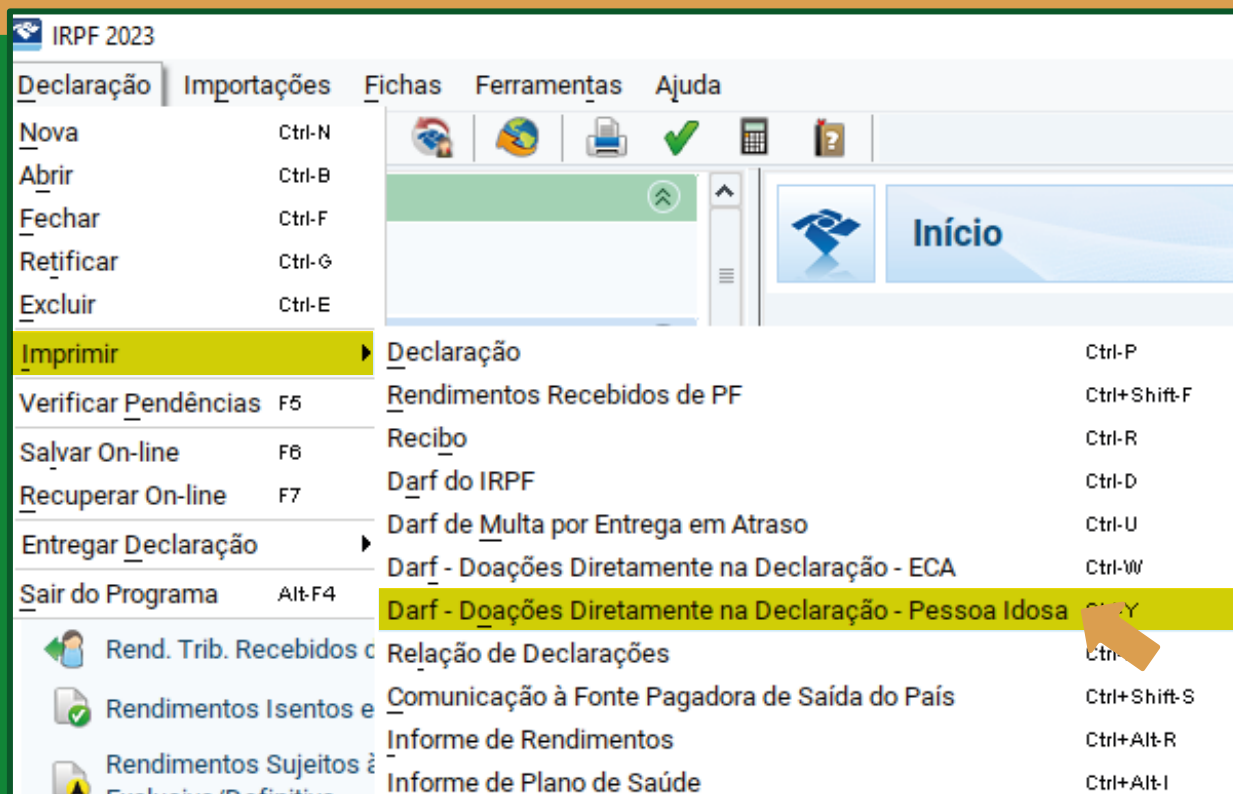 IRPF 2023
Declaração Importações Fichas Ferramentas Ajuda
Nova Ctrl-N
Abrir Ctrl-B
Fechar Ctrl-F
Retificar Ctrl-G
Excluir Ctrl-E
Início
Imprimir
Verificar Pendências F5
Salvar On-line F6
Recuperar On-line F7
Entregar Declaração
Sair do Programa Alt-F4
Declaração Ctrl-P
Rendimentos Recebidos de PF Ctrl+Shift-F
Recibo Ctrl-R
Darf do IRPF Ctrl-D
Darf de Multa por Entrega em Atraso Ctrl-U
Darf - Doações Diretamente na Declaração - ECA Ctrl-W
Darf - Doações Diretamente na Declaração - Pessoa Idosa
Relação de Declarações
Comunicação à Fonte Pagadora de Saída do País Ctrl+Shift-S
Informe de Rendimentos Ctrl+Alt-R
Informe de Plano de Saúde Ctrl+Alt-I
Rend. Trib. Recebidos
Rendimentos Isentos e
Rendimentos Sujeitos à